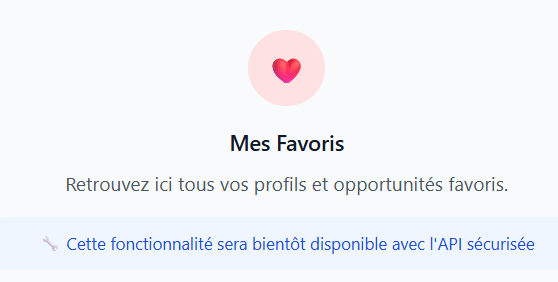 Mes Favoris
Retrouvez ici tous vos profils et opportunités favoris.
Cette fonctionnalité sera bientôt disponible avec l'API sécurisée